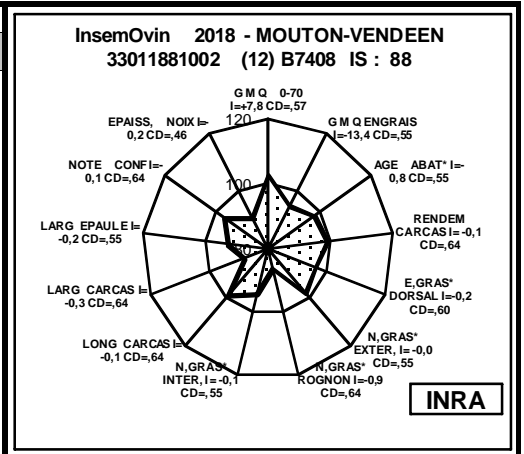 InsemOvin 2018 - MOUTON-VENDEEN
33011881002 (12) B7408 IS : 88
G M Q 0-70
I=+7,8 CD=,57
G M Q ENGRAIS
I=-13,4 CD=,55
AGE ABAT* I=-
0,8 CD=,55
RENDEM
CARCAS I= -0,1
CD=,64
E,GRAS*
DORSAL I=-0,2
CD=,60
N,GRAS*
EXTER, I= -0,0
CD=,55
N,GRAS*
ROGNON I=-0,9
CD=,64
N,GRAS*
INTER, I= -0,1
CD=,55
LONG CARCAS I=
-0,1 CD=,64
LARG CARCAS I=
-0,3 CD=,64
LARG EPAULE I=
-0,2 CD=,55
NOTE CONF I=-
0,1 CD=,64
EPAISS, NOIX I=-
0,2 CD=,46
120
100
80
INRA